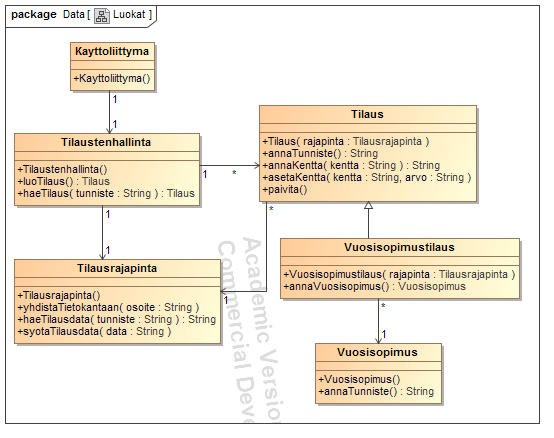 package Data [ Luokat ]
Kayttoliittyma
+Kayttoliittyma()
1
1
Tilaustenhallinta
+Tilaustenhallinta()
+luoTilaus() : Tilaus
+haeTilaus( tunniste : String ) : Tilaus
1
*
Tilaus
+Tilaus( rajapinta : Tilausrajapinta )
+annaTunniste() : String
+annaKentta( kentta : String ) : String
+asetaKentta( kentta : String, arvo : String )
+paivita()
1
1
*
1
Tilausrajapinta
+Tilausrajapinta()
+yhdistaTietokantaan( osoite : String )
+haeTilausdata( tunniste : String ) : String
+syotaTilausdata( data : String )
Vuosisopimustilaus
+Vuosisopimustilaus( rajapinta : Tilausrajapinta )
+annaVuosisopimus() : Vuosisopimus
*
1
Vuosisopimus
+Vuosisopimus()
+annaTunniste() : String
Academic Version
Commercial Deve